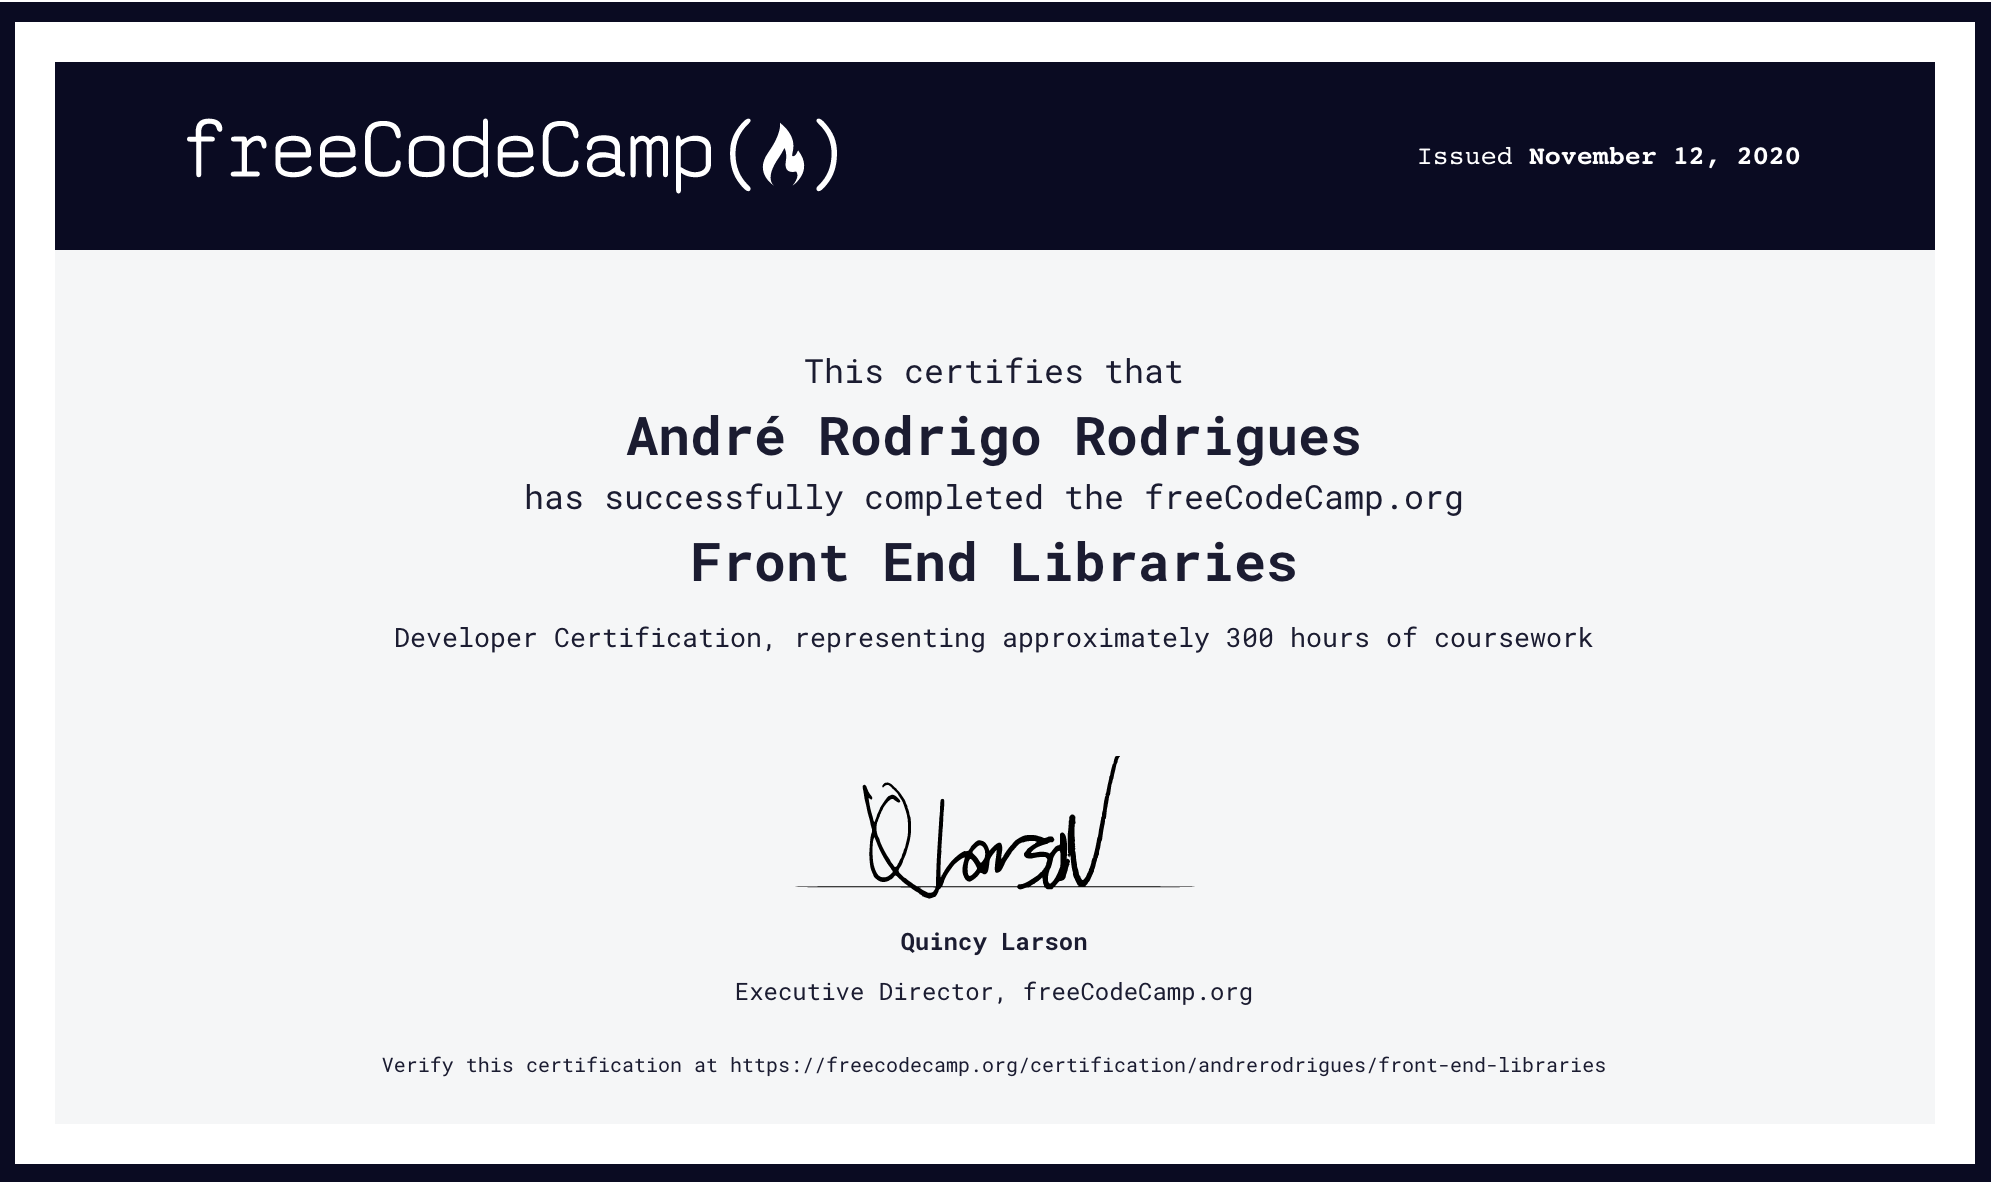 freeCodeCamp()
Issued November 12, 2020
This certifies that
André Rodrigo Rodrigues
has successfully completed the freeCodeCamp.org
Front End Libraries
Developer Certification, representing approximately 300 hours of coursework
Q Larson
Quincy Larson
Executive Director, freeCodeCamp.org
Verify this certification at https://freecodecamp.org/certification/andrerodrigues/front-end-libraries